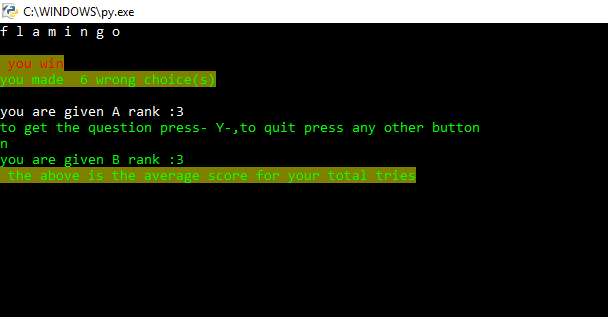 C:\WINDOWS\py.exe
f l a m i n g o
you win
you made  6 wrong choice(s)
you are given A rank :3
to get the question press- Y-,to quit press any other button
n
you are given B rank :3
the above is the average score for your total tries